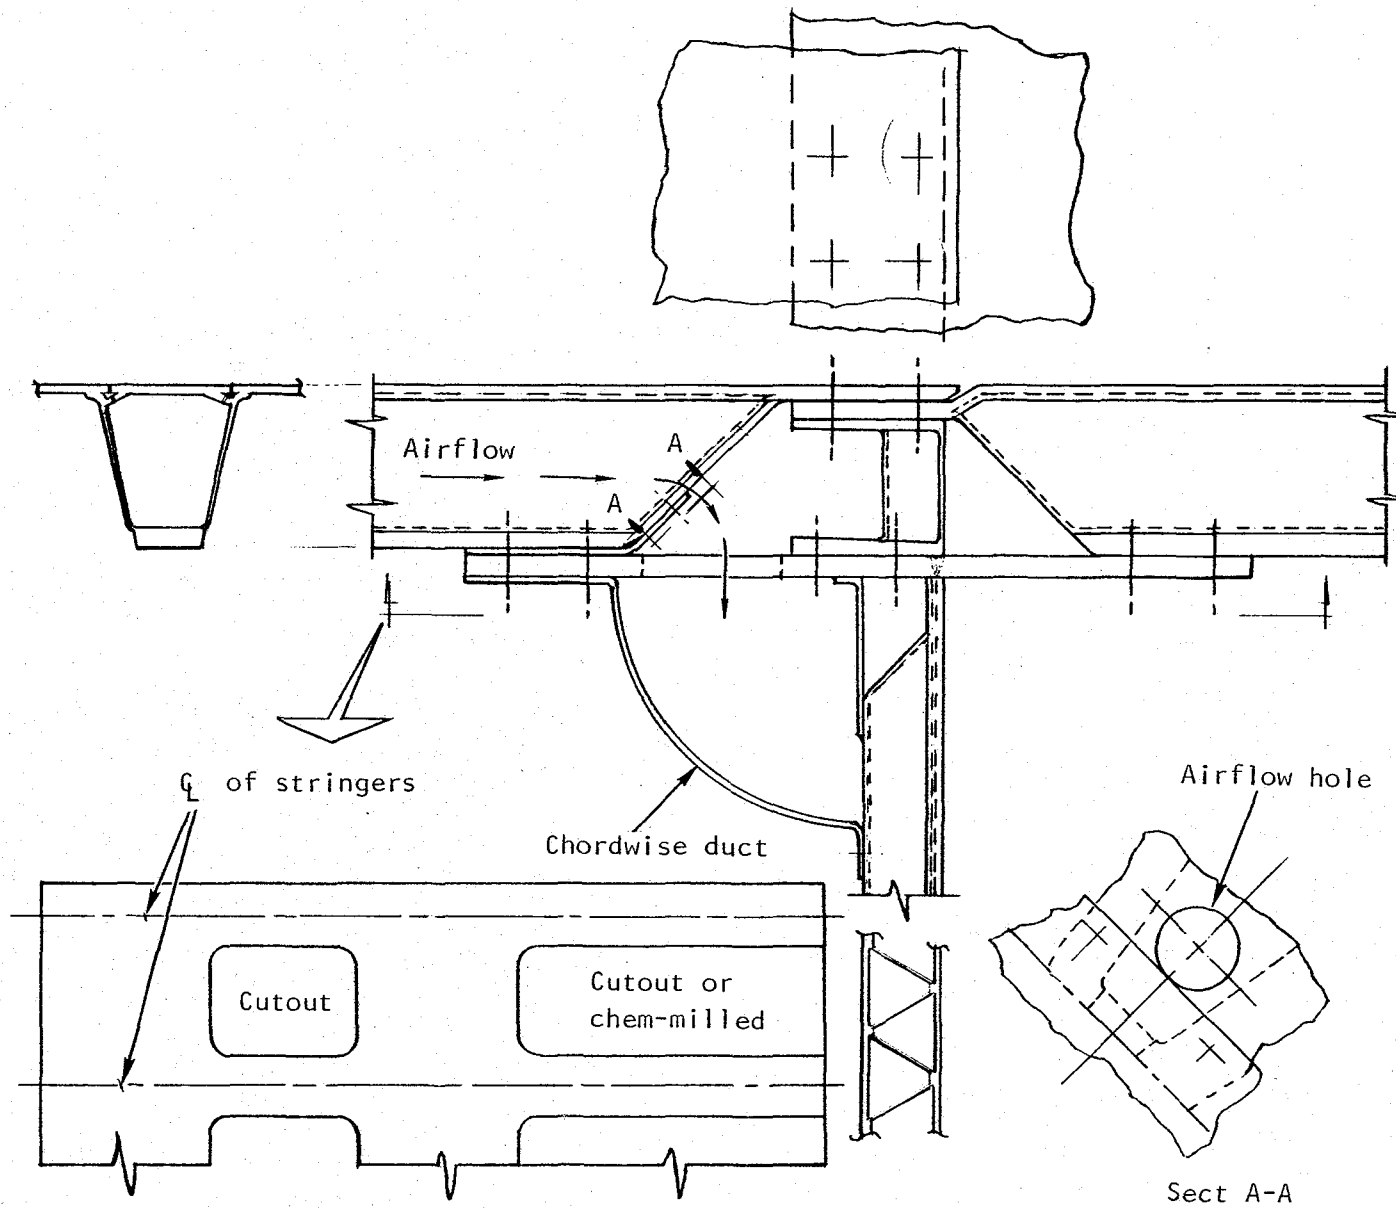 Airflow
A
A
℄ of stringers
Airflow hole
Chordwise duct
Cutout
Cutout or
chem-milled
Sect A-A